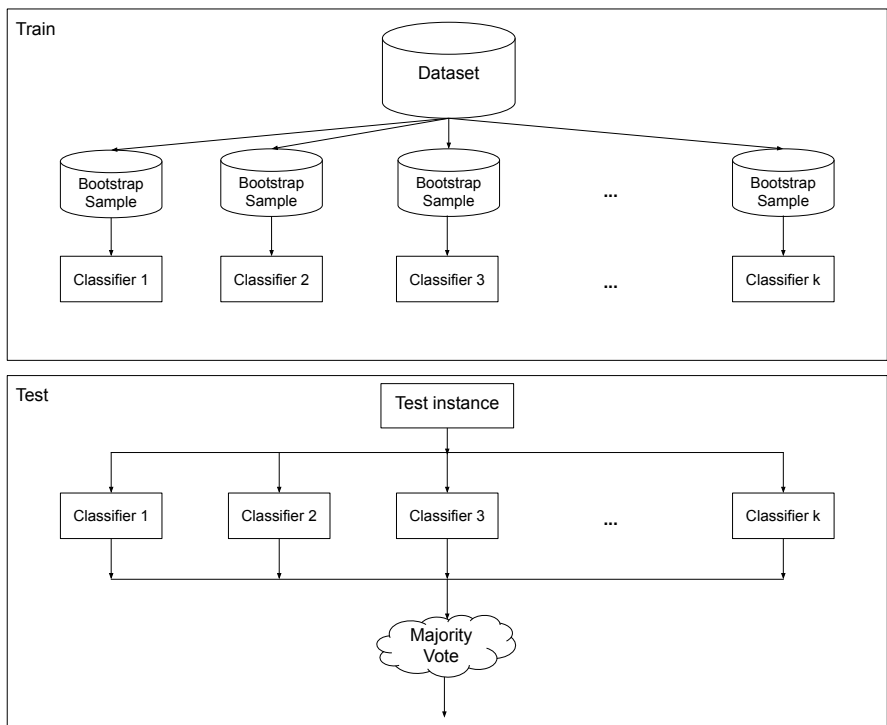 Train
Dataset
Bootstrap
Sample
Bootstrap
Sample
Bootstrap
Sample
...
Bootstrap
Sample
Classifier 1
Classifier 2
Classifier 3
...
Classifier k
Test
Test instance
Classifier 1
Classifier 2
Classifier 3
...
Classifier k
Majority
Vote